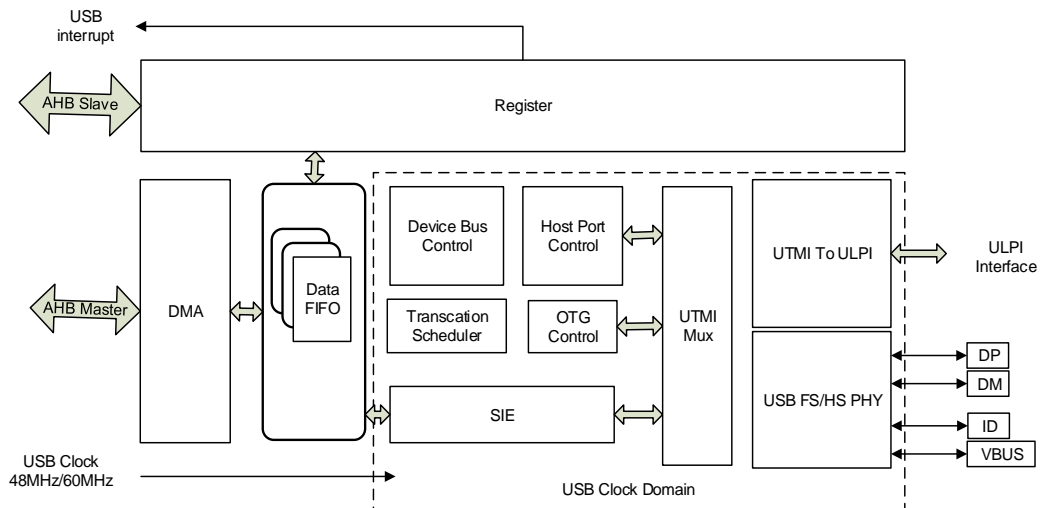 USB
interrupt
AHB Slave
Register
Device Bus
Control
Host Port
Control
UTMI To ULPI
ULPI
Interface
Data
FIFO
AHB Master
DMA
Transcation
Scheduler
OTG
Control
UTMI
Mux
DP
DM
USB FS/HS PHY
SIE
ID
VBUS
USB Clock
48MHz/60MHz
USB Clock Domain